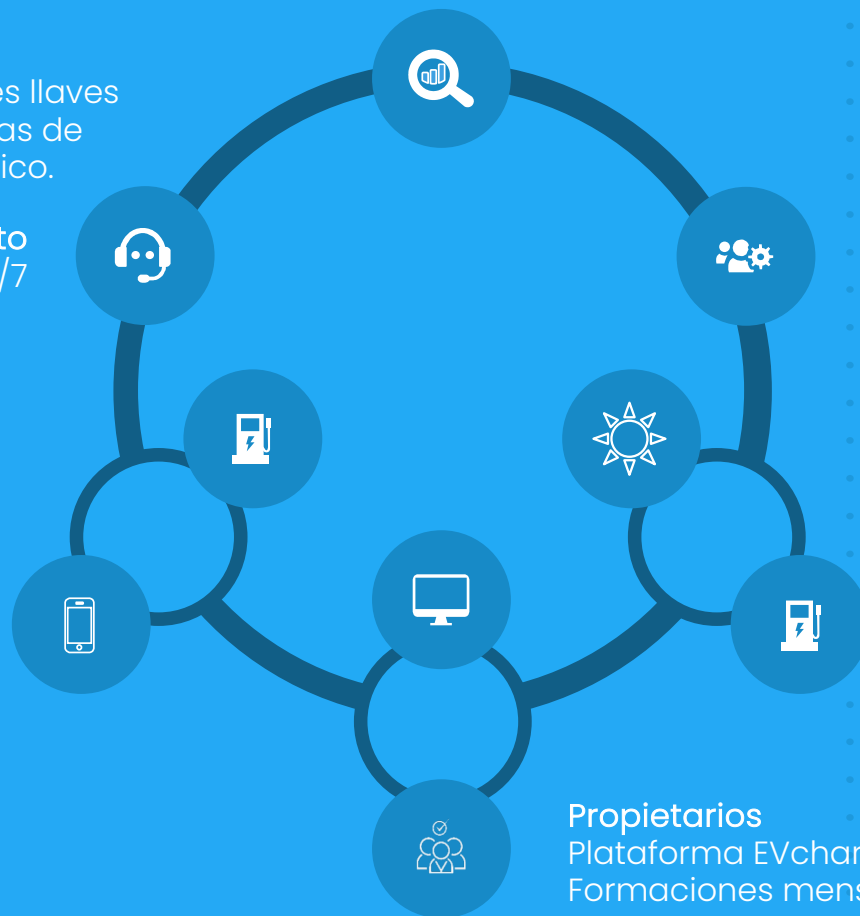 es llaves
as de
ico.
to
/7
Propietarios
Plataforma EVchar
Formaciones mens